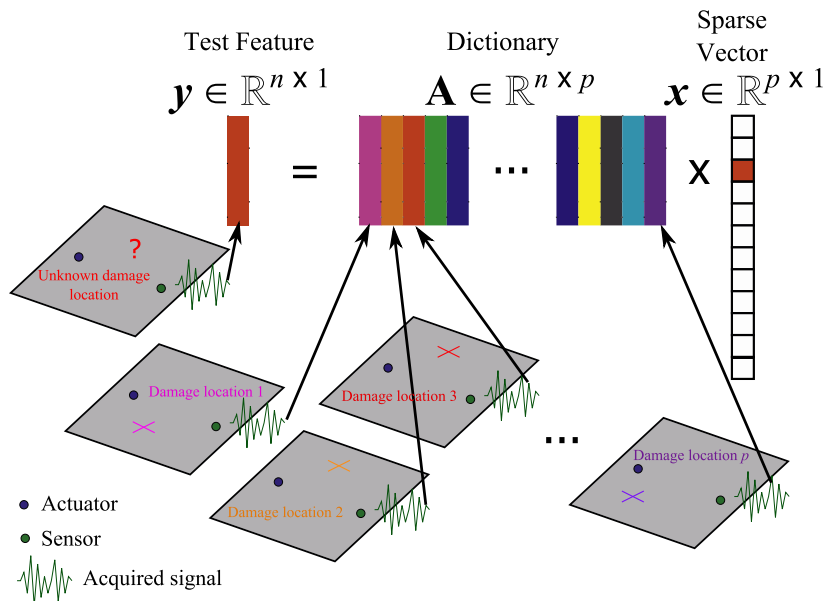 Test Feature
Dictionary
Sparse
Vector
y ∈ ℝ^{n x 1}
A ∈ ℝ^{n x p}
x ∈ ℝ^{p x 1}
=
...
x
?
Unknown damage
location
Damage location 1
Damage location 3
Damage location 2
...
Damage location p
Actuator
Sensor
Acquired signal